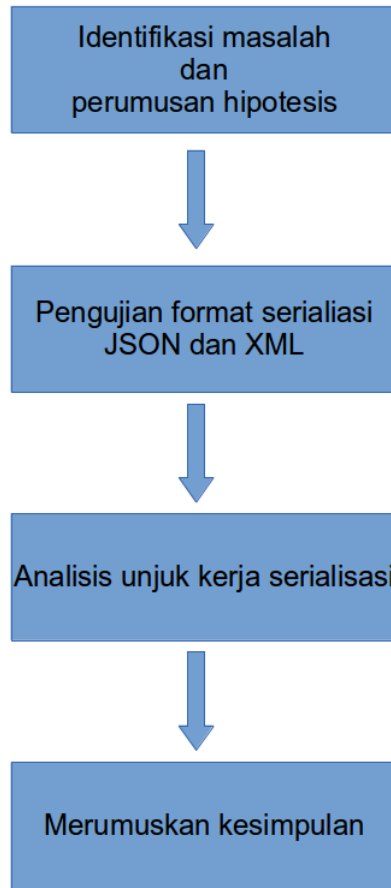 Identifikasi masalah
dan
perumusan hipotesis
Pengujian format serialiasi
JSON dan XML
Analisis unjuk kerja serialisasi
Merumuskan kesimpulan